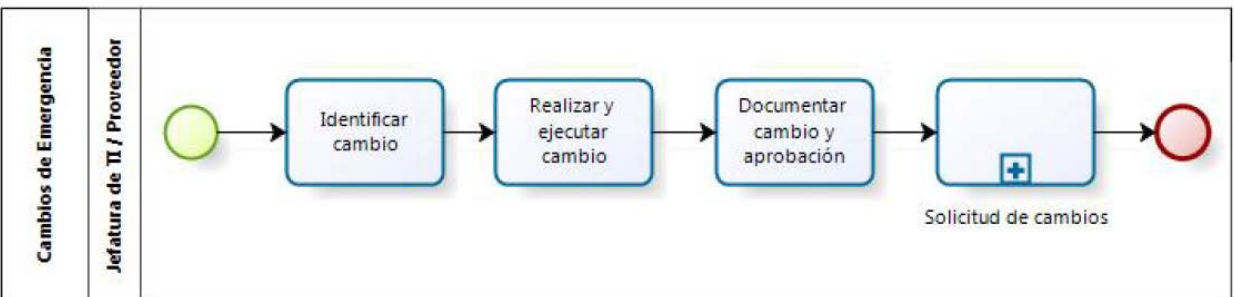 Cambios de Emergencia
Jefatura de TI / Proveedor
Identificar
cambio
Realizar y
ejecutar
cambio
Documentar
cambio y
aprobación
Solicitud de cambios